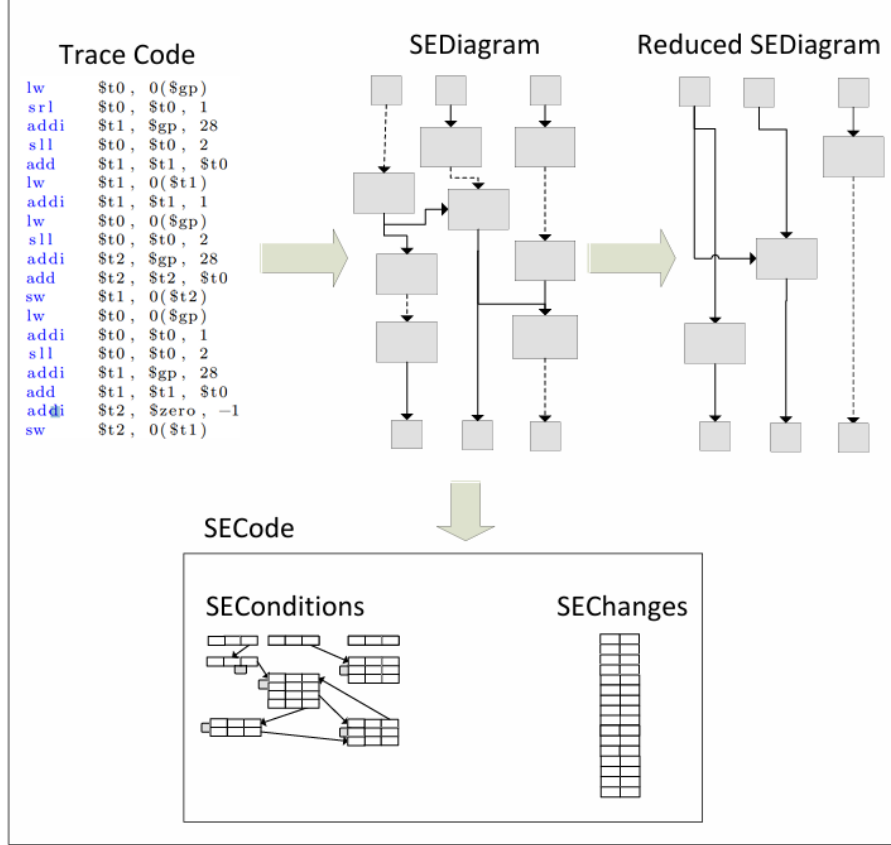 Trace Code
SEDiagram
Reduced SEDiagram
lw $t0, 0($gp)
srl $t0, $t0, 1
addi $t1, $gp, 28
sll $t0, $t0, 2
add $t1, $t1, $t0
lw $t1, 0($t1)
addi $t1, $t1, 1
lw $t0, 0($gp)
sll $t0, $t0, 2
addi $t2, $gp, 28
add $t2, $t2, $t0
sw $t1, 0($t2)
lw $t0, 0($gp)
addi $t0, $t0, 1
sll $t0, $t0, 2
addi $t1, $gp, 28
add $t1, $t1, $t0
addi $t2, $zero, −1
sw $t2, 0($t1)
SECode
SEConditions
SEChanges